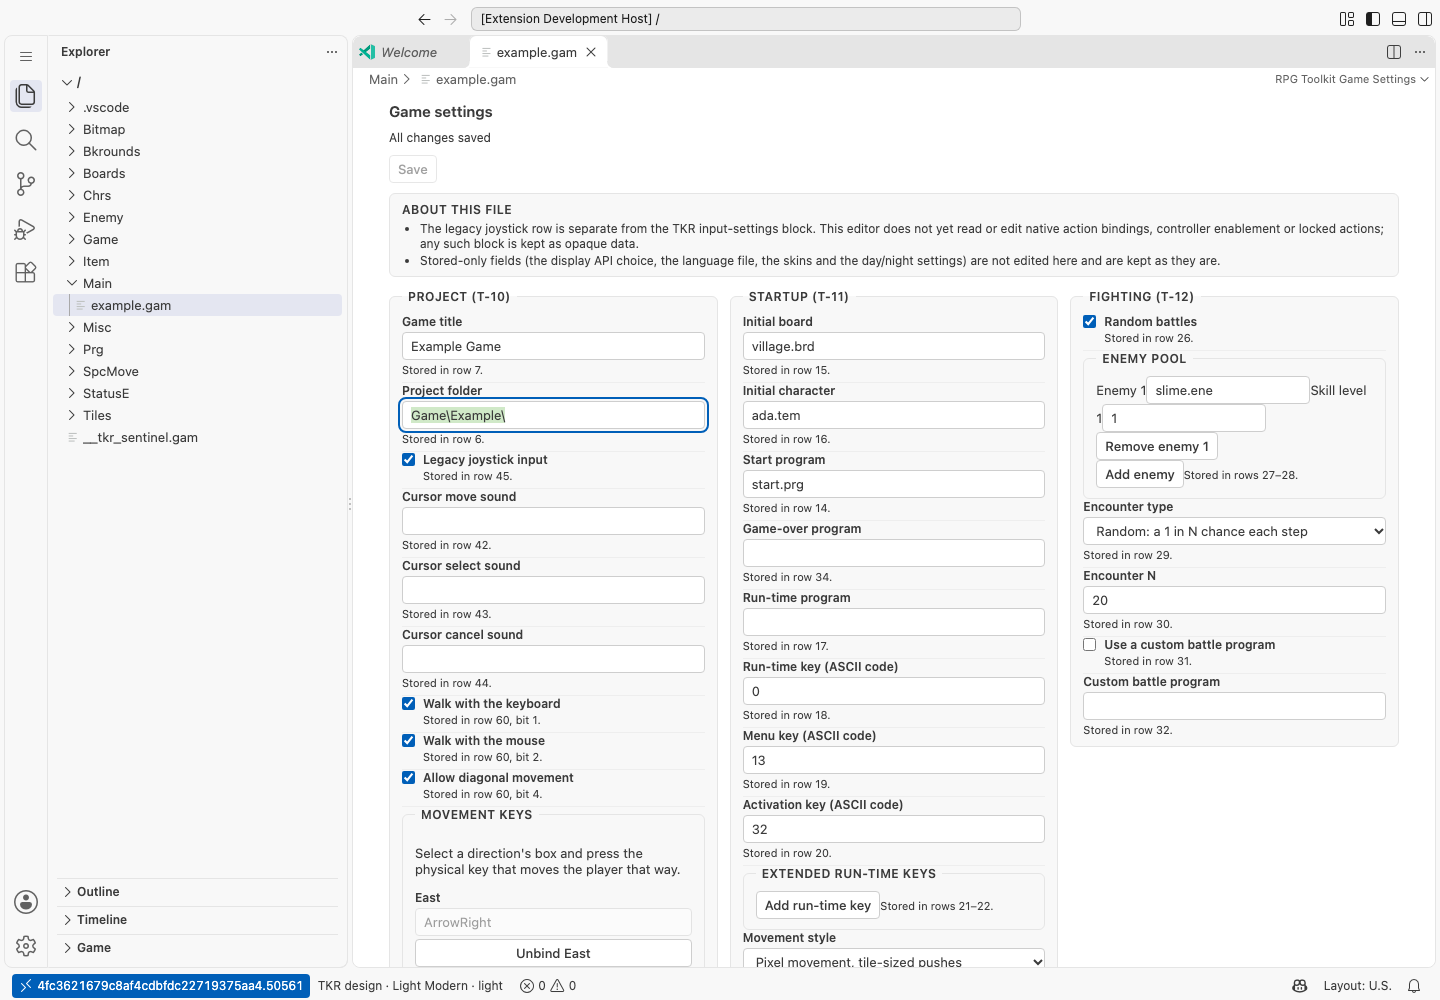 [Extension Development Host] /
Explorer
Welcome
example.gam
/
.vscode
Bitmap
Bkrounds
Boards
Chrs
Enemy
Game
Item
Main
example.gam
Misc
Prg
SpcMove
StatusE
Tiles
__tkr_sentinel.gam
Outline
Timeline
Game
Main
example.gam
RPG Toolkit Game Settings
Game settings
All changes saved
Save
ABOUT THIS FILE
• The legacy joystick row is separate from the TKR input-settings block. This editor does not yet read or edit native action bindings, controller enablement or locked actions;
any such block is kept as opaque data.
• Stored-only fields (the display API choice, the language file, the skins and the day/night settings) are not edited here and are kept as they are.
PROJECT (T-10)
Game title
Example Game
Stored in row 7.
Project folder
Game\Example\
Stored in row 6.
Legacy joystick input
Stored in row 45.
Cursor move sound
Stored in row 42.
Cursor select sound
Stored in row 43.
Cursor cancel sound
Stored in row 44.
Walk with the keyboard
Stored in row 60, bit 1.
Walk with the mouse
Stored in row 60, bit 2.
Allow diagonal movement
Stored in row 60, bit 4.
MOVEMENT KEYS
Select a direction's box and press the
physical key that moves the player that way.
East
ArrowRight
Unbind East
STARTUP (T-11)
Initial board
village.brd
Stored in row 15.
Initial character
ada.tem
Stored in row 16.
Start program
start.prg
Stored in row 14.
Game-over program
Stored in row 34.
Run-time program
Stored in row 17.
Run-time key (ASCII code)
0
Stored in row 18.
Menu key (ASCII code)
13
Stored in row 19.
Activation key (ASCII code)
32
Stored in row 20.
EXTENDED RUN-TIME KEYS
Add run-time key Stored in rows 21–22.
Movement style
Pixel movement, tile-sized pushes
FIGHTING (T-12)
Random battles
Stored in row 26.
ENEMY POOL
Enemy 1 slime.ene Skill level
1 1
Remove enemy 1
Add enemy Stored in rows 27–28.
Encounter type
Random: a 1 in N chance each step
Stored in row 29.
Encounter N
20
Stored in row 30.
Use a custom battle program
Stored in row 31.
Custom battle program
Stored in row 32.
4fc3621679c8af4cdbfdc22719375aa4.50561
TKR design · Light Modern · light
0
0
Layout: U.S.